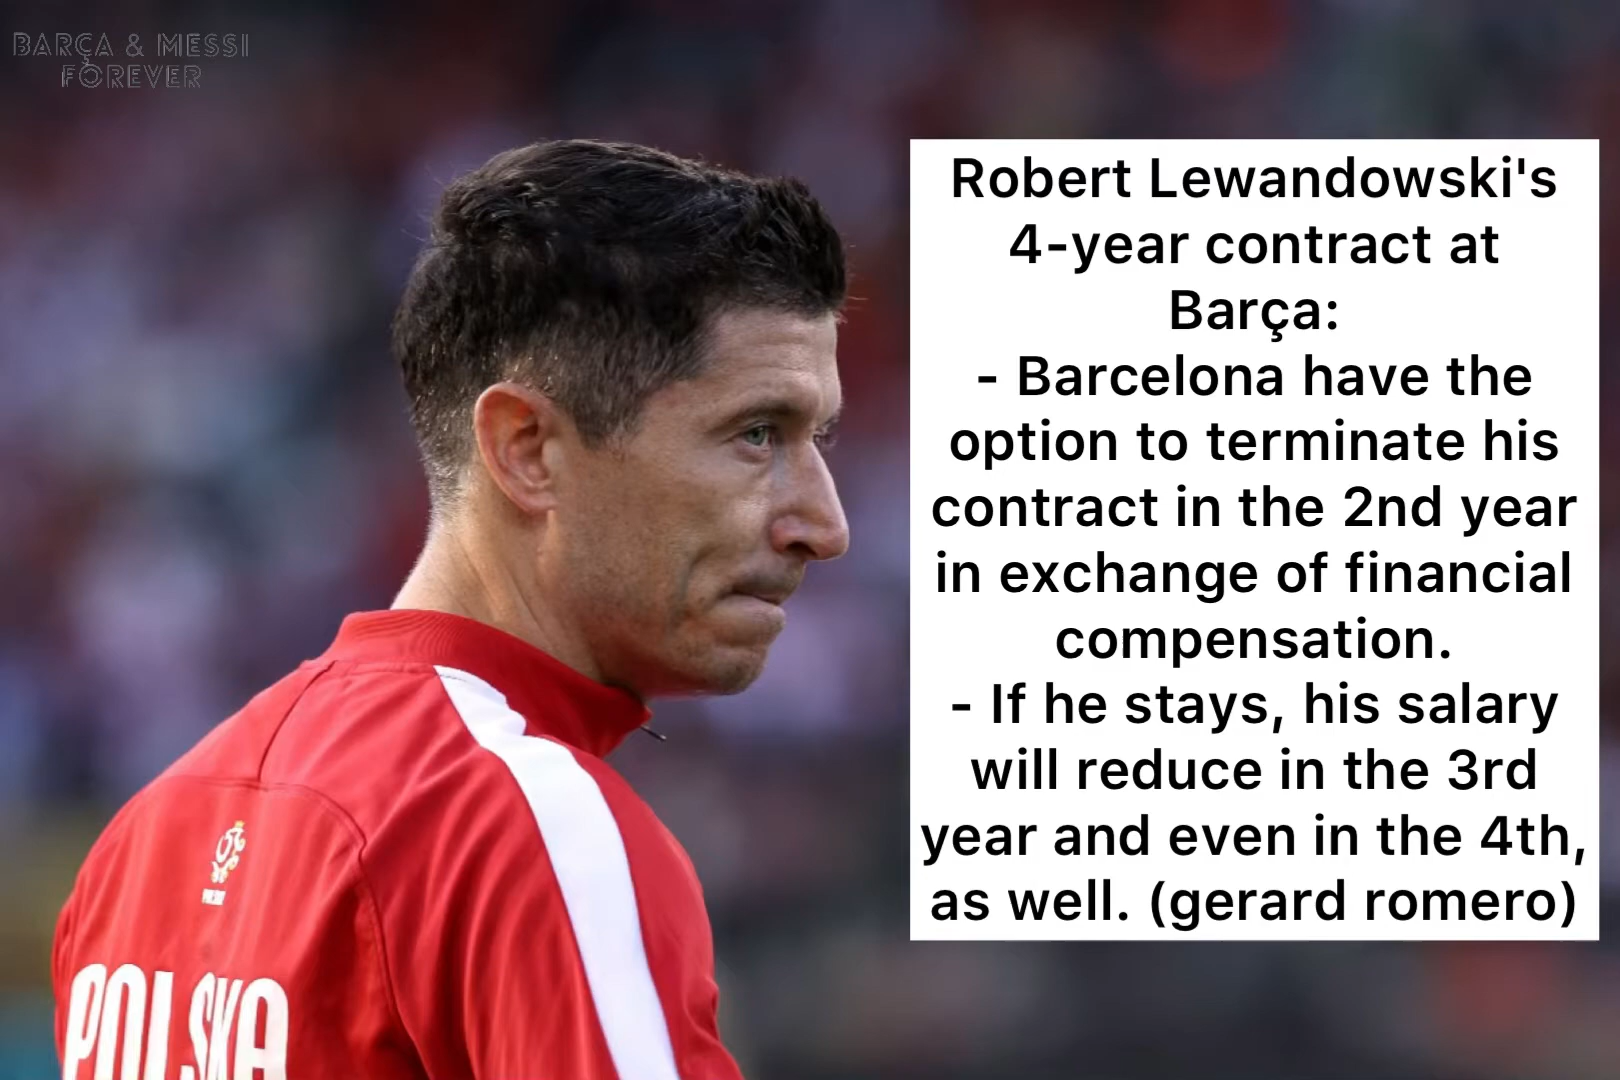 BARÇA & MESSI
FOREVER
Robert Lewandowski's
4-year contract at
Barça:
- Barcelona have the
option to terminate his
contract in the 2nd year
in exchange of financial
compensation.
- If he stays, his salary
will reduce in the 3rd
year and even in the 4th,
as well. (gerard romero)
POLSKA